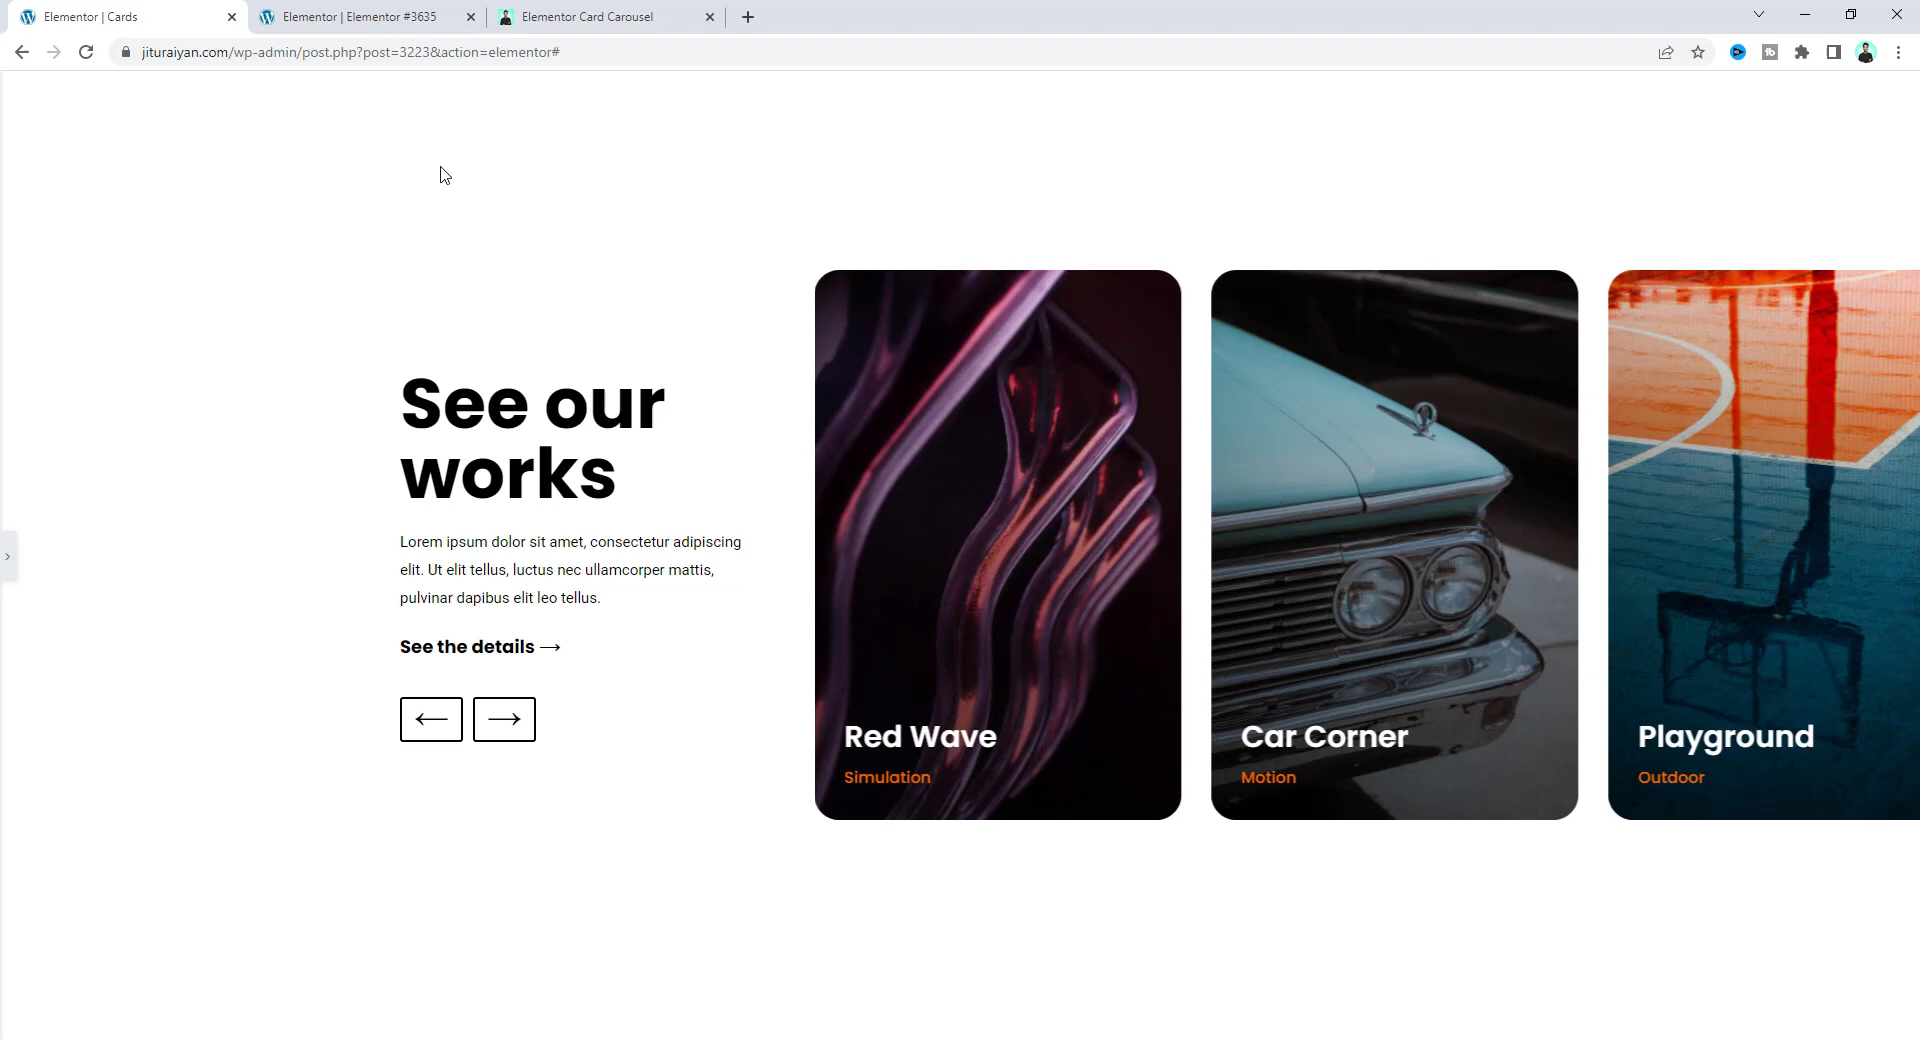 Elementor | Cards
Elementor | Elementor #3635
Elementor Card Carousel
jituraiyan.com/wp-admin/post.php?post=3223&action=elementor#
See our
works
Lorem ipsum dolor sit amet, consectetur adipiscing
elit. Ut elit tellus, luctus nec ullamcorper mattis,
pulvinar dapibus elit leo tellus.
See the details →
Red Wave
Simulation
Car Corner
Motion
Playground
Outdoor